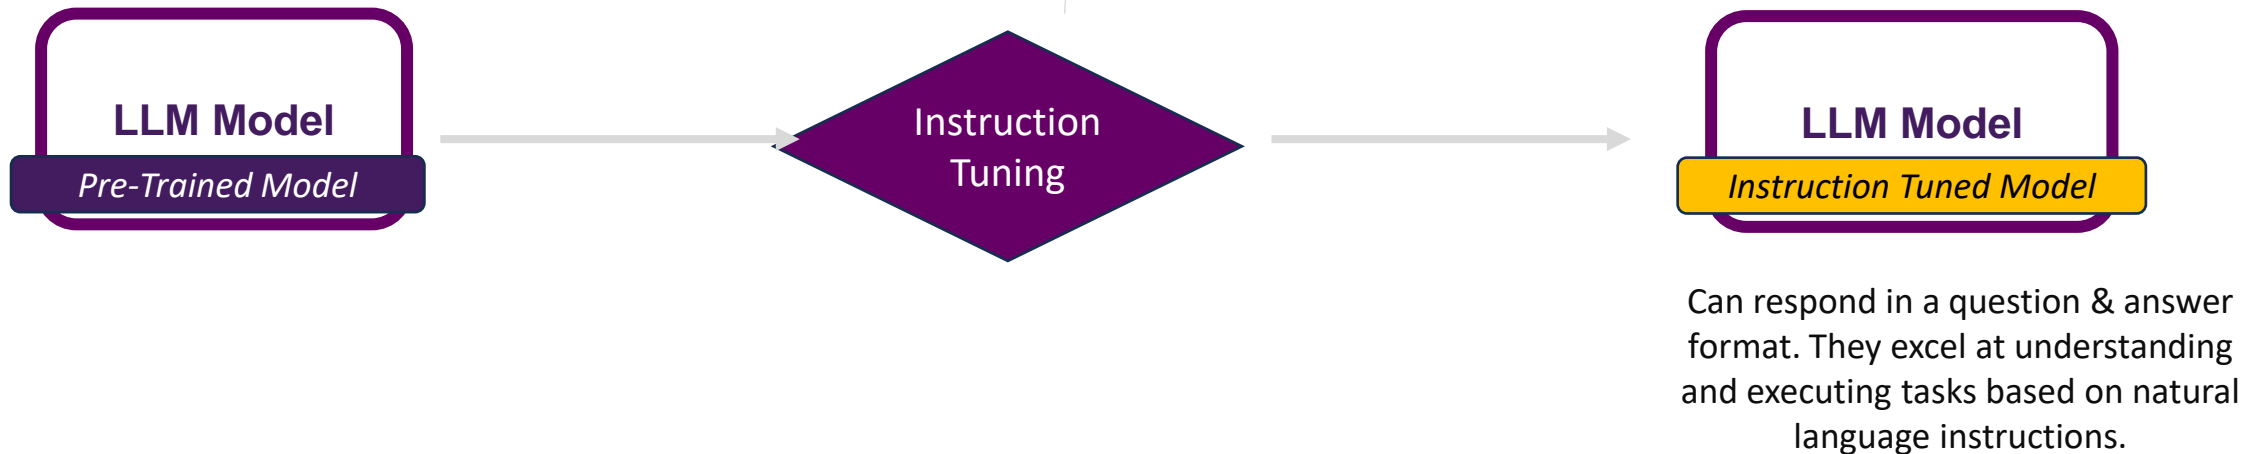 LLM Model
Pre-Trained Model
Instruction
Tuning
LLM Model
Instruction Tuned Model
Can respond in a question & answer
format. They excel at understanding
and executing tasks based on natural
language instructions.